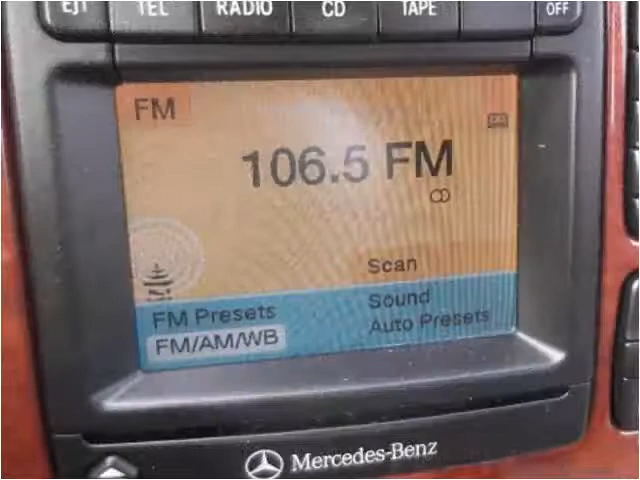 EJT TEL RADIO CD TAPE OFF
FM
106.5 FM
Scan
FM Presets Sound
FM/AM/WB Auto Presets
Mercedes-Benz